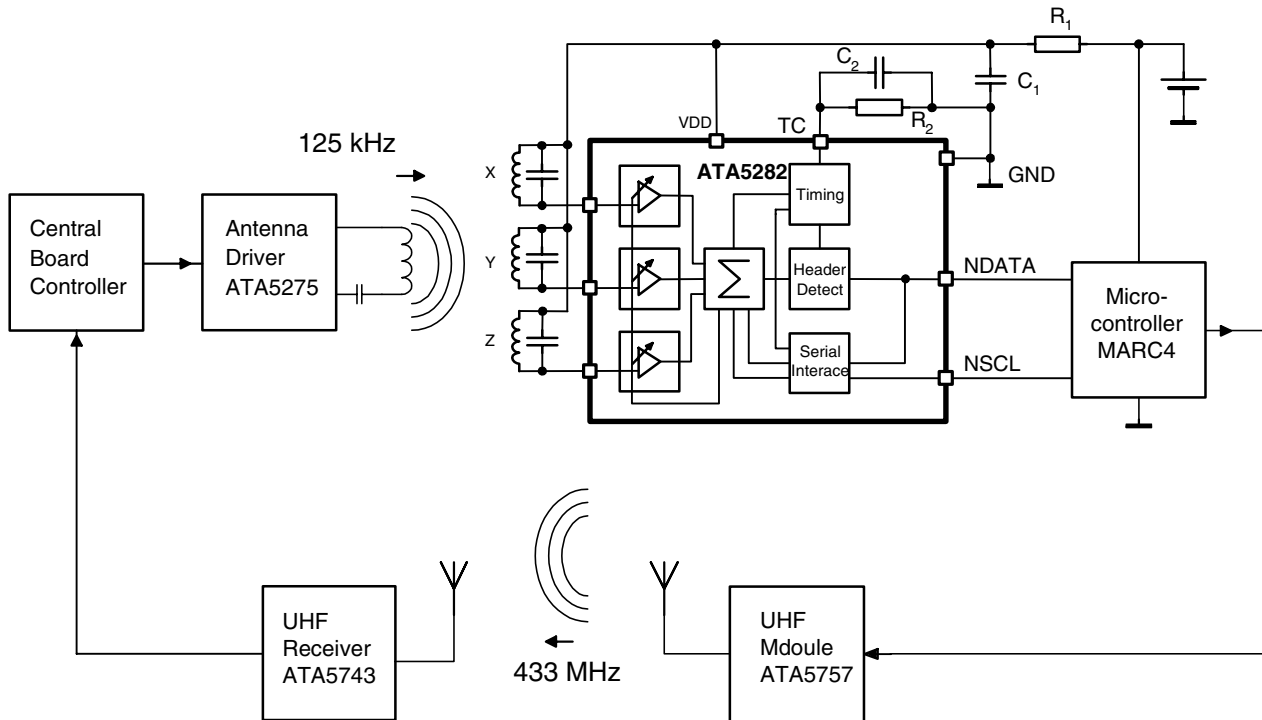 R1
C2
C1
R2
VDD
TC
125 kHz
ATA5282
GND
X
Timing
Central
Board
Controller
Antenna
Driver
ATA5275
Y
Σ
Header
Detect
NDATA
Micro-
controller
MARC4
Z
Serial
Interace
NSCL
UHF
Receiver
ATA5743
433 MHz
UHF
Mdoule
ATA5757